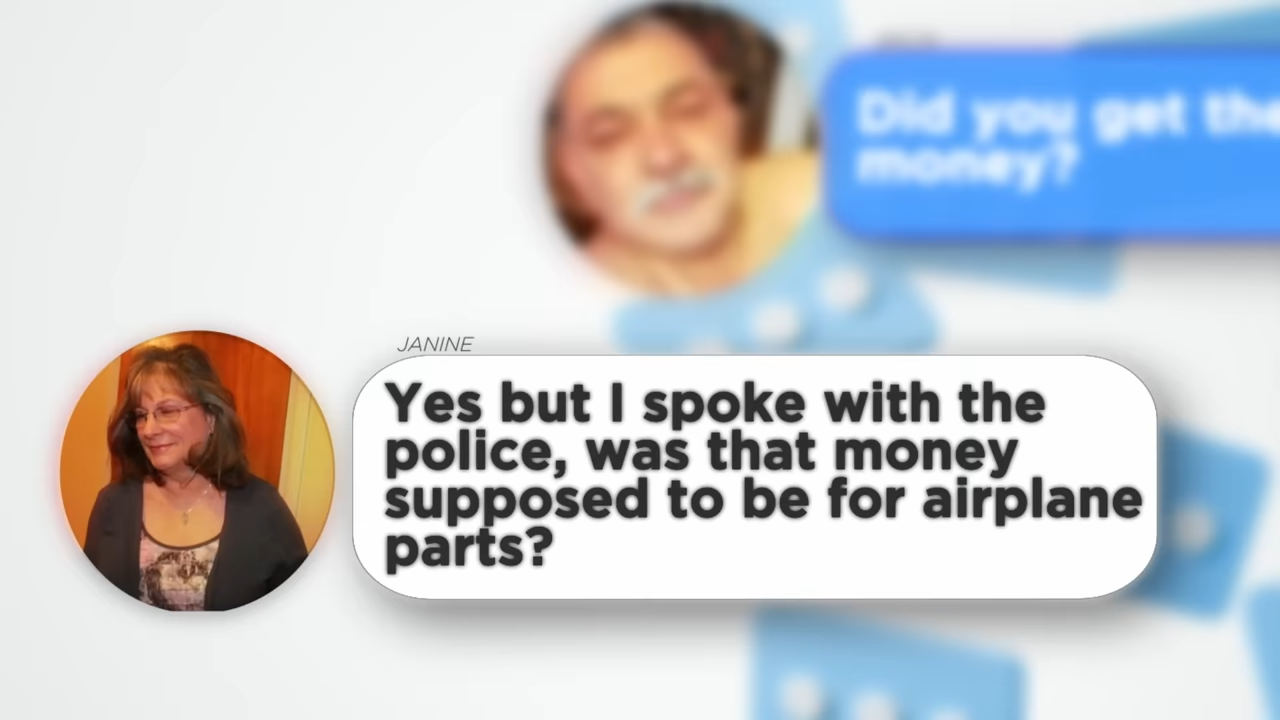 Did you get the
money?
JANINE
Yes but I spoke with the
police, was that money
supposed to be for airplane
parts?